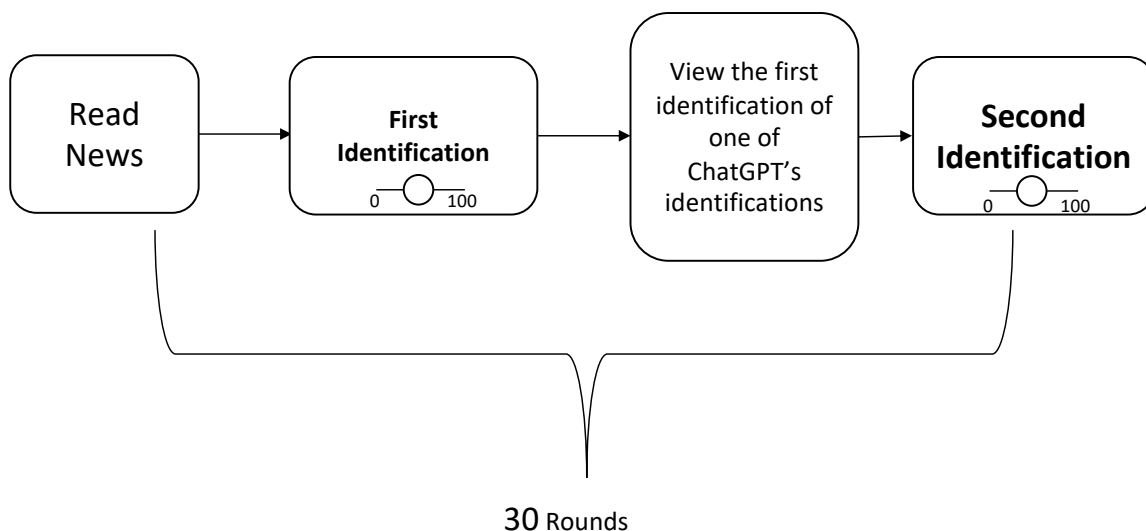 Read
News
First
Identification
0 100
View the first
identification of
one of
ChatGPT’s
identifications
Second
Identification
0 100
30 Rounds